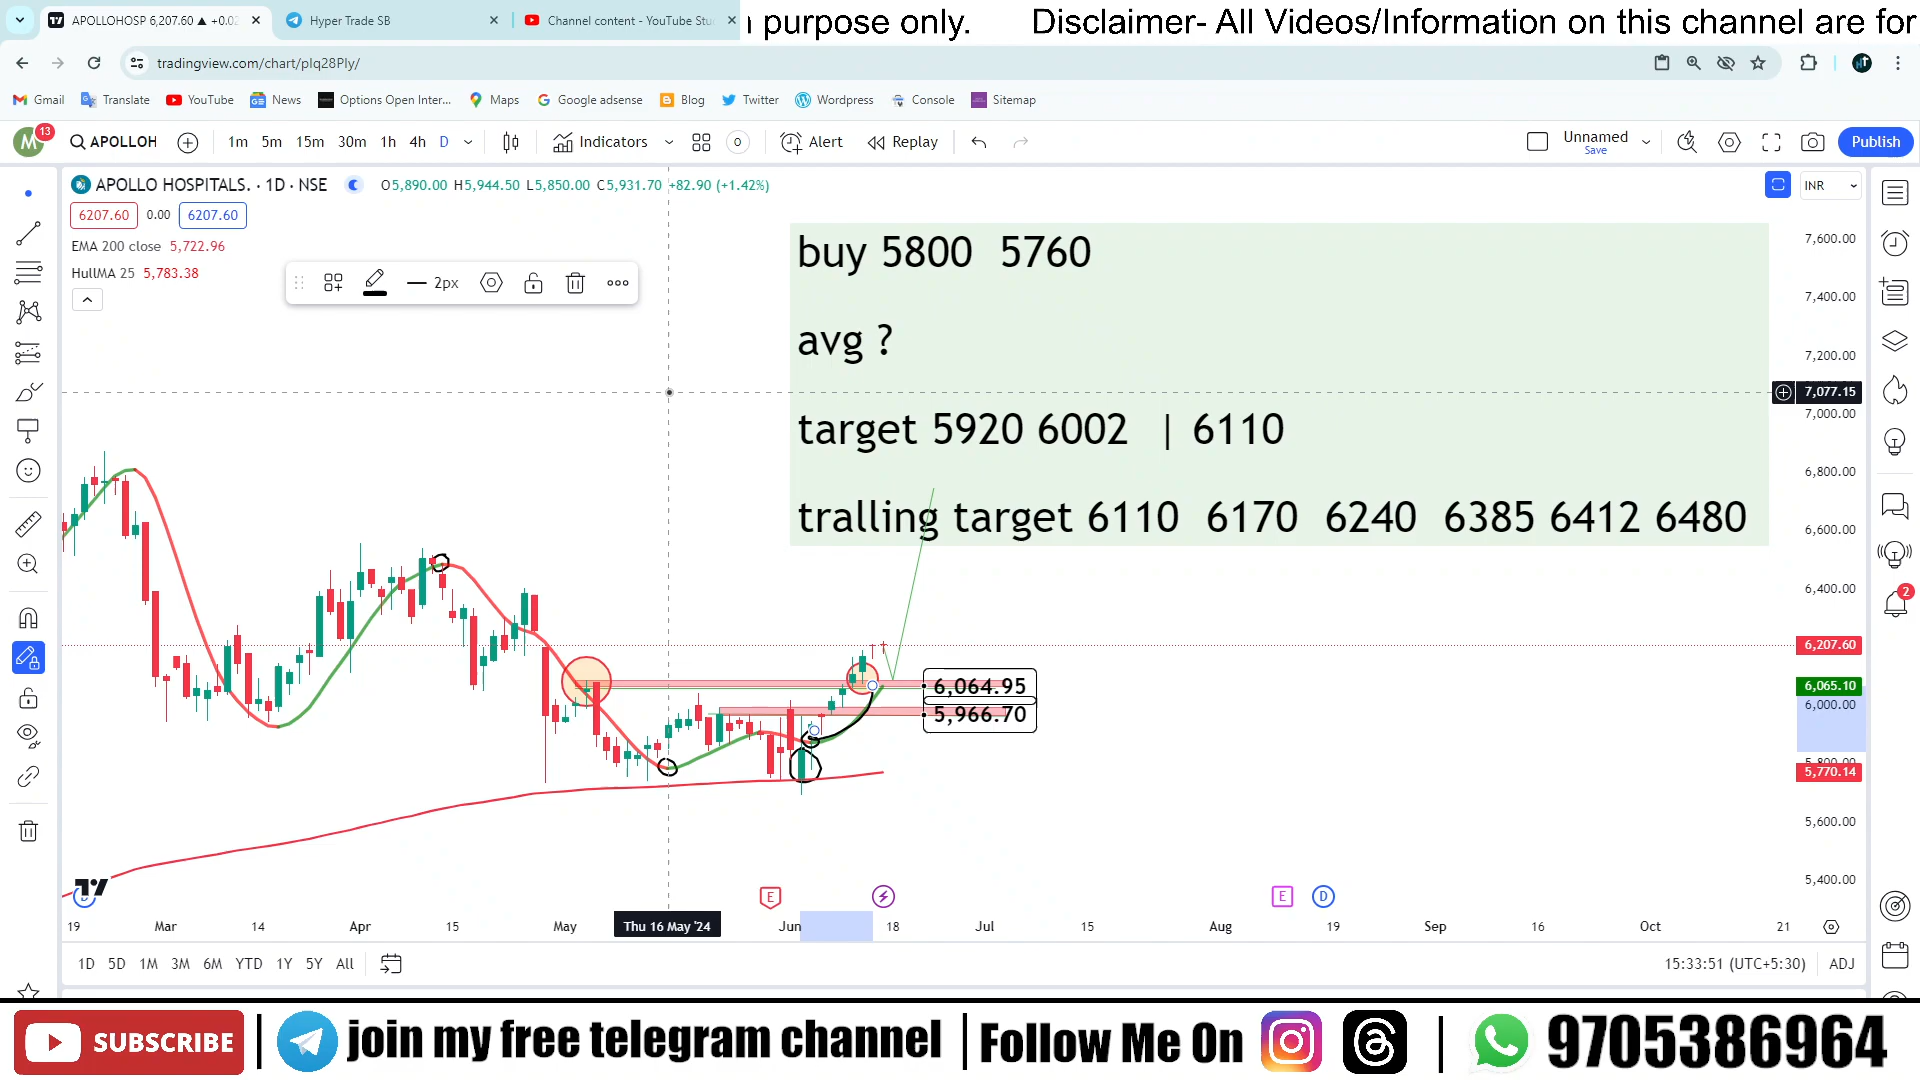 APOLLOHOSP 6,207.60 ▲ +0.02
Hyper Trade SB
Channel content - YouTube Stu
purpose only.
Disclaimer- All Videos/Information on this channel are for
tradingview.com/chart/pIq28Ply/
Gmail
Translate
YouTube
News
Options Open Inter...
Maps
Google adsense
Blog
Twitter
Wordpress
Console
Sitemap
M
13
APOLLOH
1m
5m
15m
30m
1h
4h
D
Indicators
Alert
Replay
Unnamed
Save
Publish
APOLLO HOSPITALS. · 1D · NSE
O5,890.00 H5,944.50 L5,850.00 C5,931.70 +82.90 (+1.42%)
INR
6207.60
0.00
6207.60
EMA 200 close 5,722.96
HullMA 25 5,783.38
2px
buy 5800 5760
avg ?
target 5920 6002 | 6110
tralling target 6110 6170 6240 6385 6412 6480
7,600.00
7,400.00
7,200.00
7,077.15
7,000.00
6,800.00
6,600.00
6,400.00
6,207.60
6,065.10
6,000.00
5,770.14
5,600.00
5,400.00
6,064.95
5,966.70
E
E
D
2
19
Mar
14
Apr
15
May
Thu 16 May '24
Jun
18
Jul
15
Aug
19
Sep
16
Oct
21
1D
5D
1M
3M
6M
YTD
1Y
5Y
All
15:33:51 (UTC+5:30)
ADJ
SUBSCRIBE
join my free telegram channel
Follow Me On
9705386964